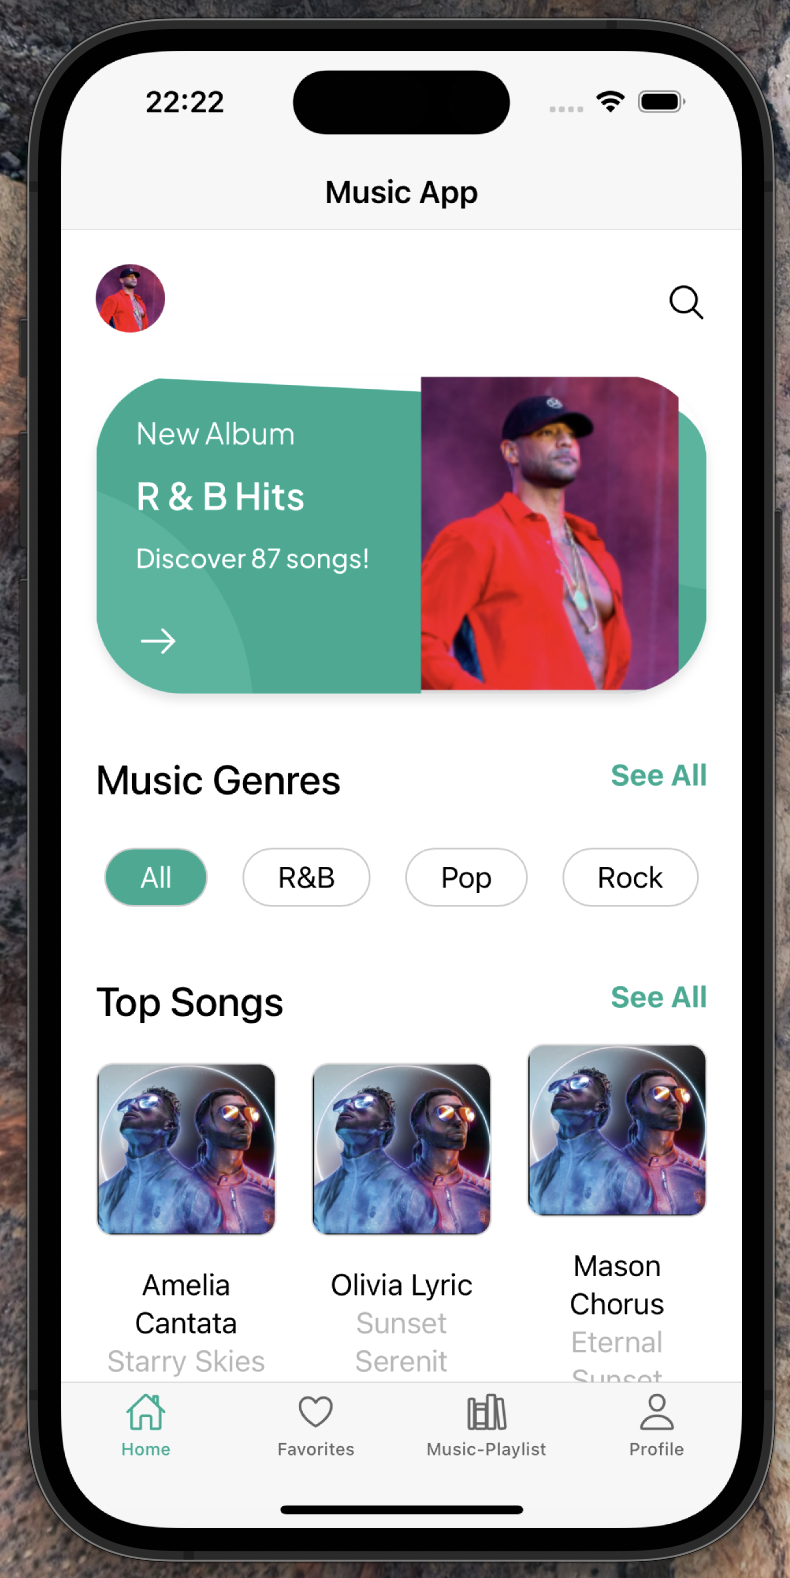 22:22
Music App
New Album
R & B Hits
Discover 87 songs!
Music Genres
See All
All
R&B
Pop
Rock
Top Songs
See All
Amelia
Cantata
Starry Skies
Olivia Lyric
Sunset
Serenit
Mason
Chorus
Eternal
Sunset
Home
Favorites
Music-Playlist
Profile